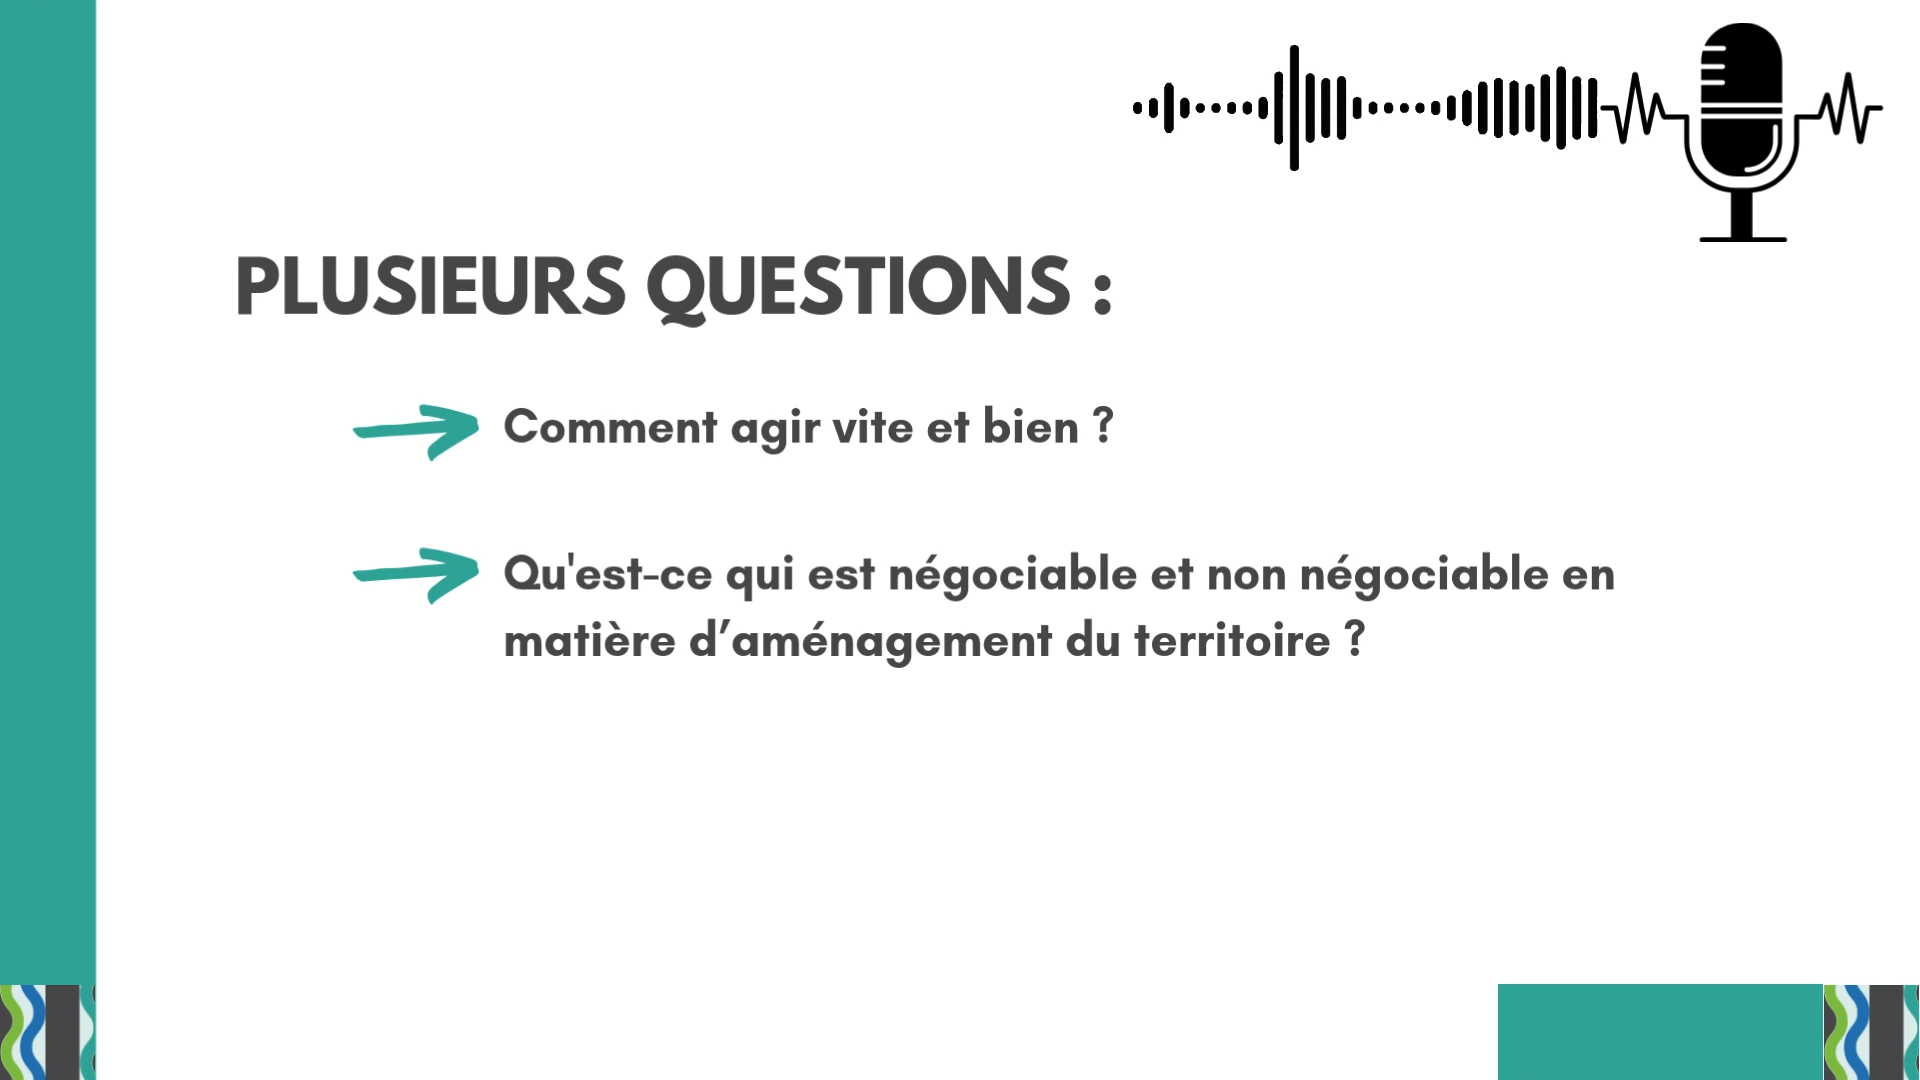 PLUSIEURS QUESTIONS :
Comment agir vite et bien ?
Qu'est-ce qui est négociable et non négociable en
matière d’aménagement du territoire ?